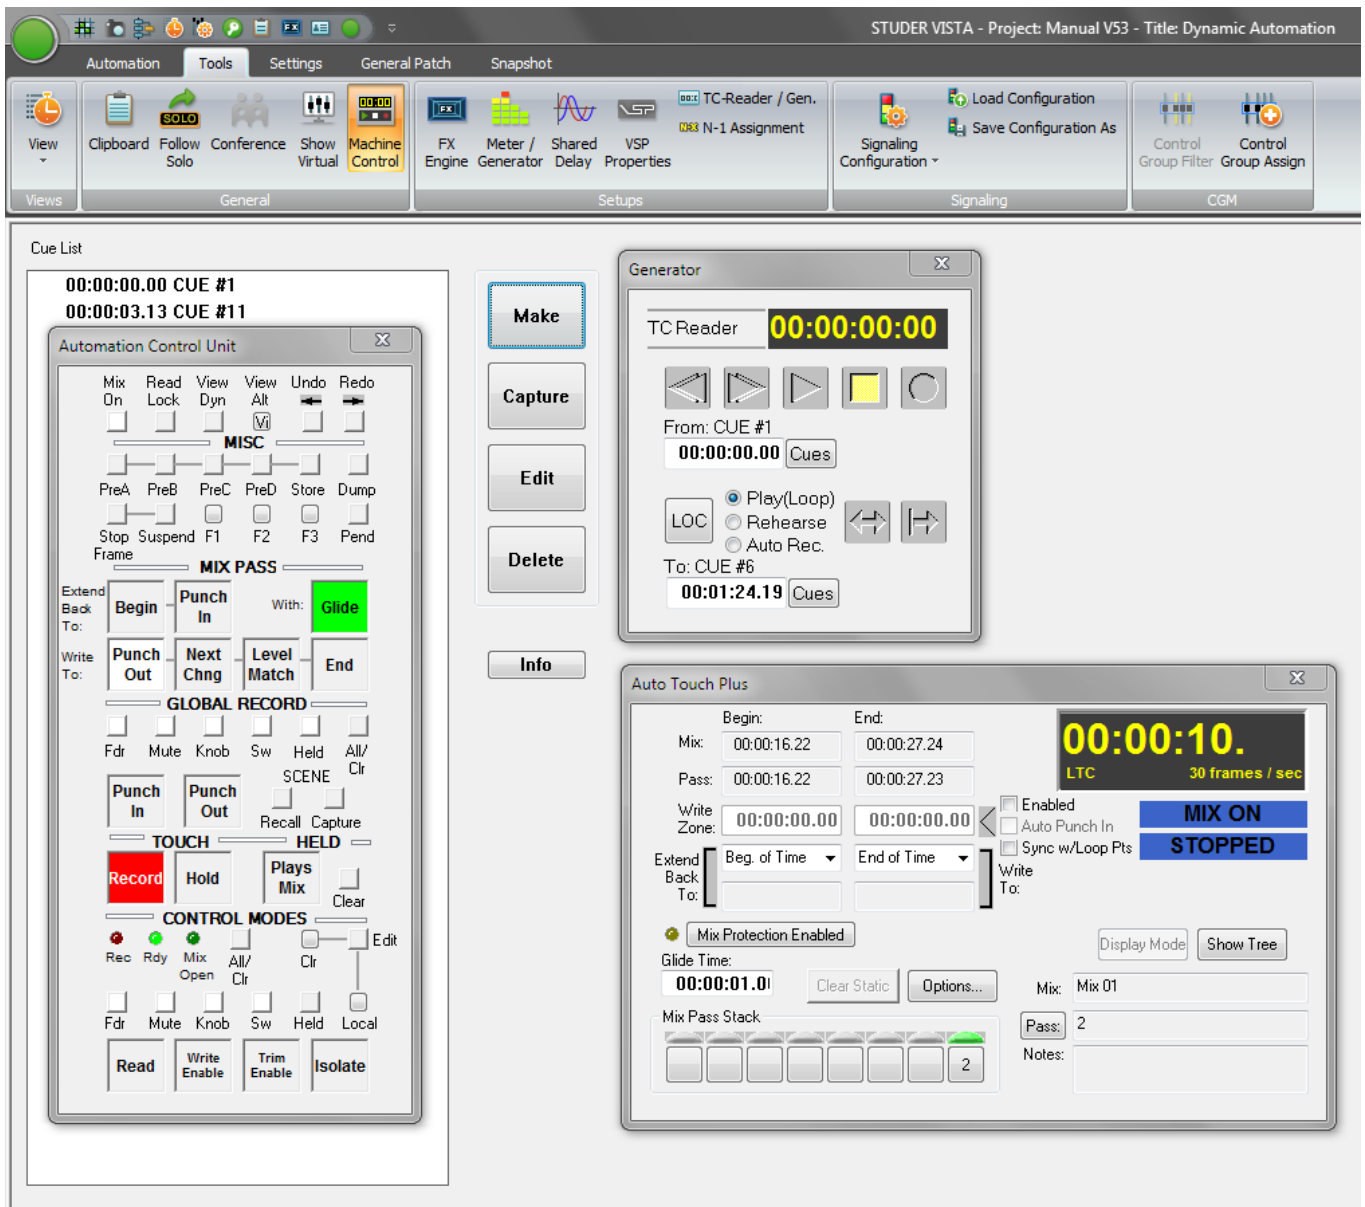 STUDER VISTA - Project: Manual V53 - Title: Dynamic Automation
Automation Tools Settings General Patch Snapshot
View
Clipboard
Follow Solo
Conference
Show Virtual
Machine Control
FX Engine
Meter / Generator
Shared Delay
VSP Properties
TC-Reader / Gen.
N-1 Assignment
Signaling Configuration
Load Configuration
Save Configuration As
Control Group Filter
Control Group Assign
Views General Setups Signaling CGM
Cue List
00:00:00.00 CUE #1
00:00:03.13 CUE #11
Automation Control Unit
Mix On
Read Lock
View Dyn
View Alt
Undo
Redo
Vi
MISC
PreA PreB PreC PreD Store Dump
Stop Frame
Suspend F1 F2 F3 Pend
MIX PASS
Extend Back To:
Begin
Punch In
With:
Glide
Write To:
Punch Out
Next Chng
Level Match
End
GLOBAL RECORD
Fdr Mute Knob Sw Held All/ Clr
SCENE
Punch In
Punch Out
Recall Capture
TOUCH HELD
Record
Hold
Plays Mix
Clear
CONTROL MODES
Rec Rdy Mix Open All/ Clr Clr Edit
Fdr Mute Knob Sw Held Local
Read
Write Enable
Trim Enable
Isolate
Make
Capture
Edit
Delete
Info
Generator
TC Reader 00:00:00:00
From: CUE #1
00:00:00.00 Cues
LOC
Play(Loop)
Rehearse
Auto Rec.
To: CUE #6
00:01:24.19 Cues
Auto Touch Plus
Begin: End:
Mix: 00:00:16.22 00:00:27.24
Pass: 00:00:16.22 00:00:27.23
Write Zone: 00:00:00.00 00:00:00.00
Extend Back To: Beg. of Time End of Time
Write To:
00:00:10.
LTC 30 frames / sec
Enabled
Auto Punch In
Sync w/Loop Pts
MIX ON
STOPPED
Mix Protection Enabled
Glide Time:
00:00:01.0
Clear Static
Options...
Display Mode
Show Tree
Mix: Mix 01
Pass: 2
Notes:
Mix Pass Stack
2